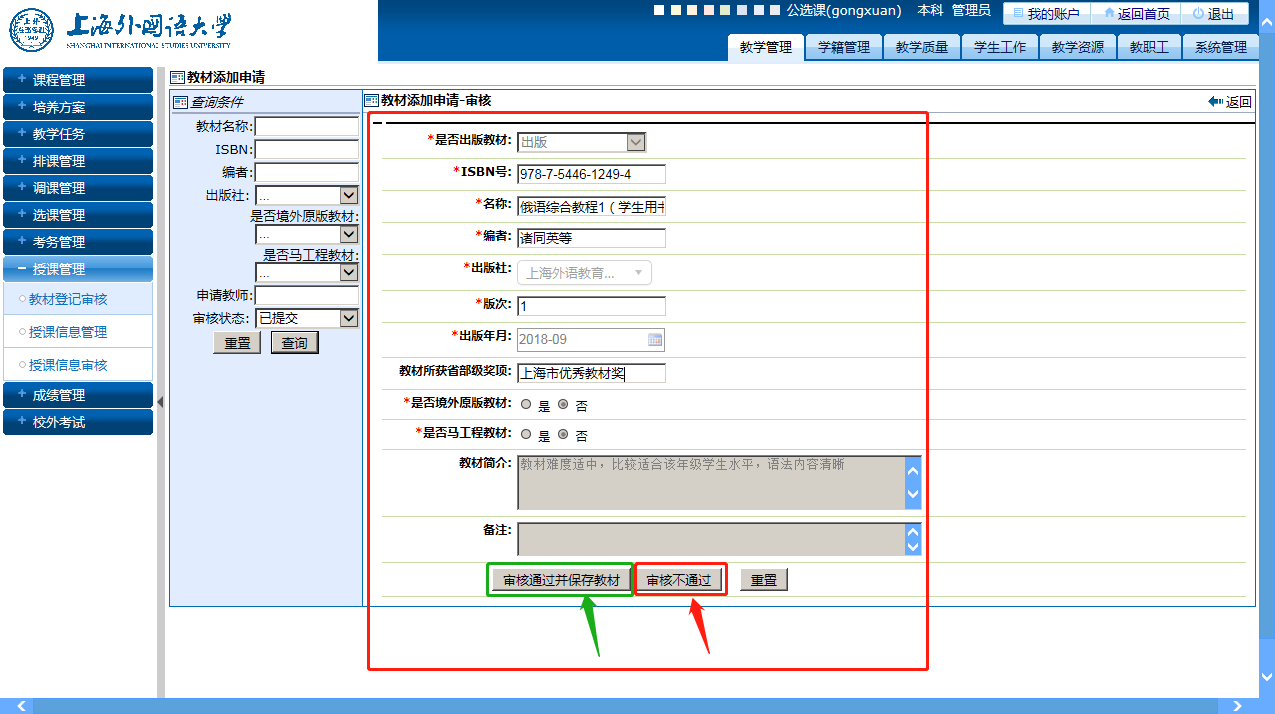 上海外国语大学
SHANGHAI INTERNATIONAL STUDIES UNIVERSITY
1949
公选课(gongxuan) 本科 管理员
我的账户 返回首页 退出
教学管理 学籍管理 教学质量 学生工作 教学资源 教职工 系统管理
课程管理
培养方案
教学任务
排课管理
调课管理
选课管理
考务管理
授课管理
教材登记审核
授课信息管理
授课信息审核
成绩管理
校外考试
教材添加申请
查询条件
教材名称:
ISBN:
编者:
出版社: ...
是否境外原版教材:
...
是否马工程教材:
...
申请教师:
审核状态: 已提交
重置 查询
教材添加申请-审核 返回
*是否出版教材: 出版
*ISBN号: 978-7-5446-1249-4
*名称: 俄语综合教程1（学生用书
*编者: 诸同英等
*出版社: 上海外语教育...
*版次: 1
*出版年月: 2018-09
教材所获省部级奖项: 上海市优秀教材奖
*是否境外原版教材: 是 否
*是否马工程教材: 是 否
教材简介: 教材难度适中，比较适合该年级学生水平，语法内容清晰
备注:
审核通过并保存教材 审核不通过 重置